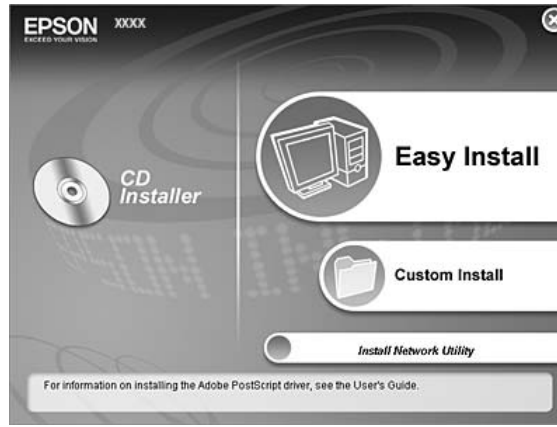 EPSON XXXX
EXCEED YOUR VISION
Easy Install
CD
Installer
Custom Install
Install Network Utility
For information on installing the Adobe PostScript driver, see the User's Guide.